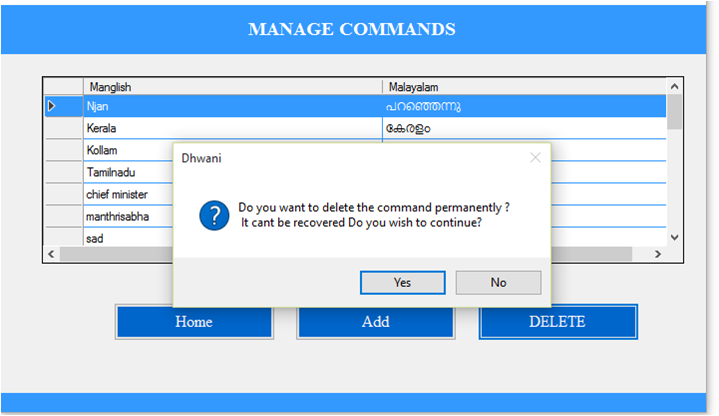 MANAGE COMMANDS
Manglish Malayalam
Njan പറഞ്ഞെന്നു
Kerala കേരളം
Kollam
Tamilnadu
chief minister
manthrisabha
sad
Dhwani
Do you want to delete the command permanently ?
It cant be recovered Do you wish to continue?
Yes No
Home Add DELETE